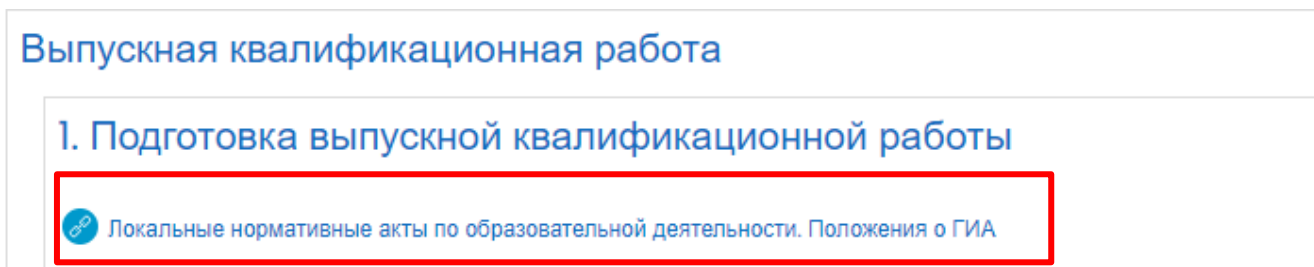 Выпускная квалификационная работа
1. Подготовка выпускной квалификационной работы
Локальные нормативные акты по образовательной деятельности. Положения о ГИА